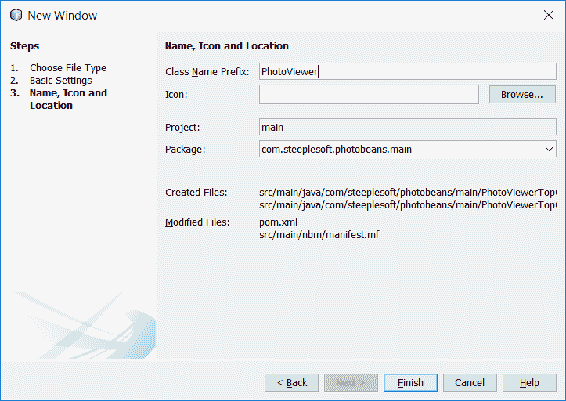 New Window
Steps
1. Choose File Type
2. Basic Settings
3. Name, Icon and
Location
Name, Icon and Location
Class Name Prefix: PhotoViewer
Icon: Browse...
Project: main
Package: com.steeplesoft.photobeans.main
Created Files: src/main/java/com/steeplesoft/photobeans/main/PhotoViewerTop
src/main/java/com/steeplesoft/photobeans/main/PhotoViewerTop
Modified Files: pom.xml
src/main/nbm/manifest.mf
< Back Finish Cancel Help